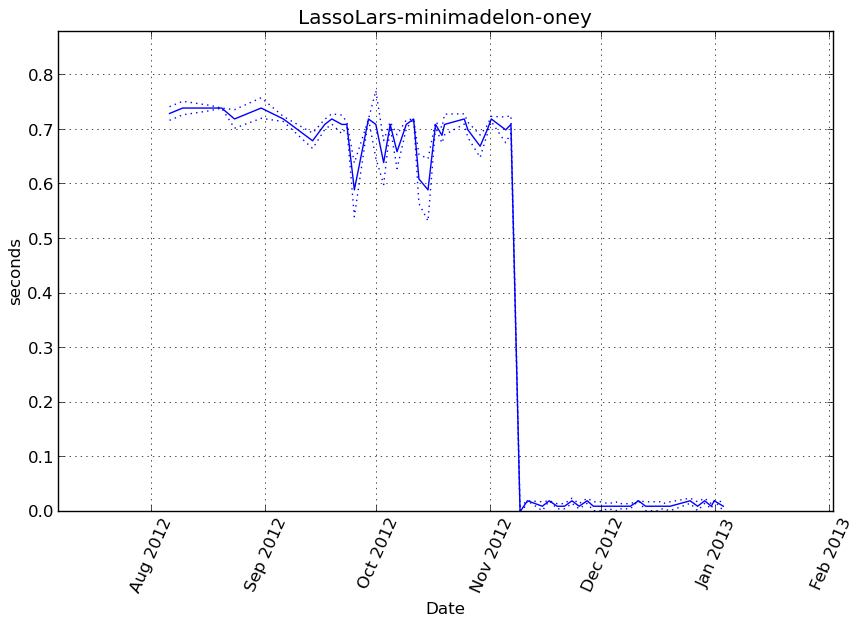 LassoLars-minimadelon-oney
0.8
0.7
0.6
0.5
0.4
0.3
0.2
0.1
0.0
seconds
Aug 2012
Sep 2012
Oct 2012
Nov 2012
Dec 2012
Jan 2013
Feb 2013
Date